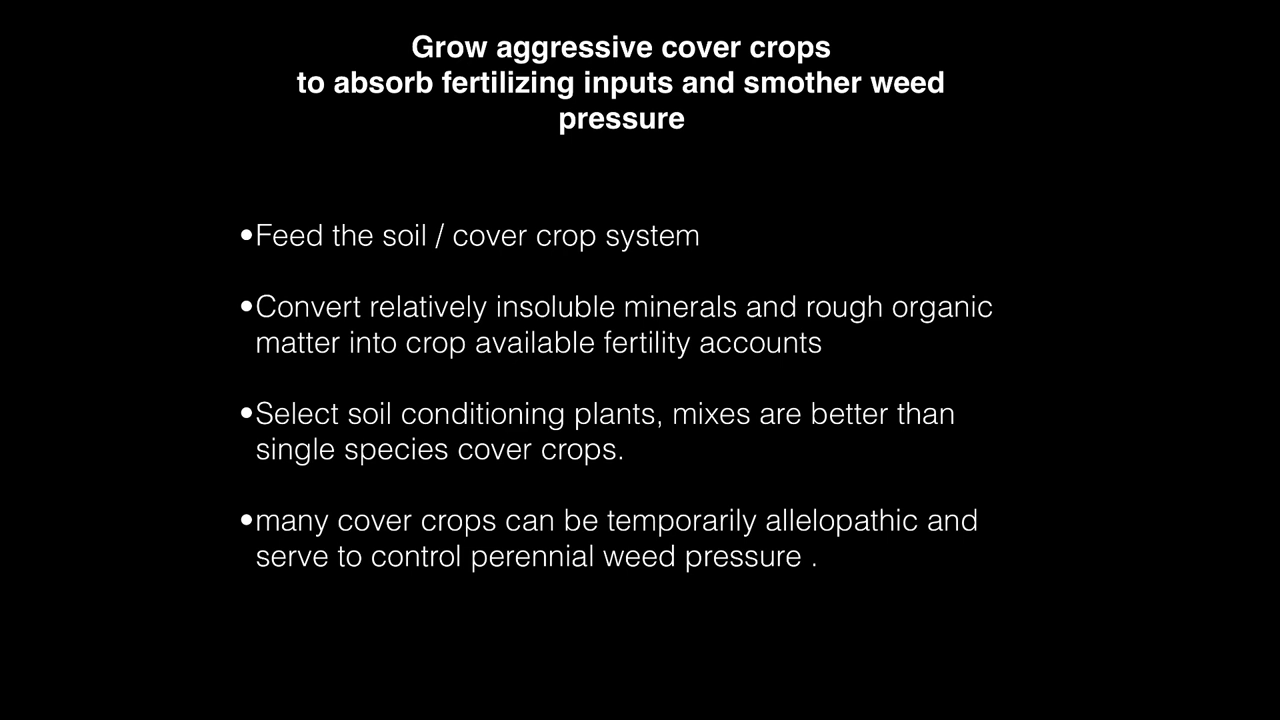 Grow aggressive cover crops
to absorb fertilizing inputs and smother weed
pressure
•Feed the soil / cover crop system
•Convert relatively insoluble minerals and rough organic
matter into crop available fertility accounts
•Select soil conditioning plants, mixes are better than
single species cover crops.
•many cover crops can be temporarily allelopathic and
serve to control perennial weed pressure .